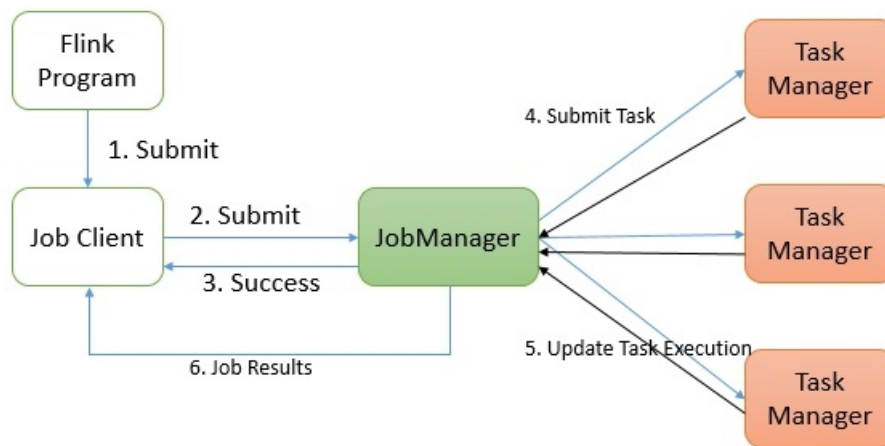 Flink
Program
Task
Manager
4. Submit Task
1. Submit
Job Client
2. Submit
JobManager
Task
Manager
3. Success
5. Update Task Execution
6. Job Results
Task
Manager